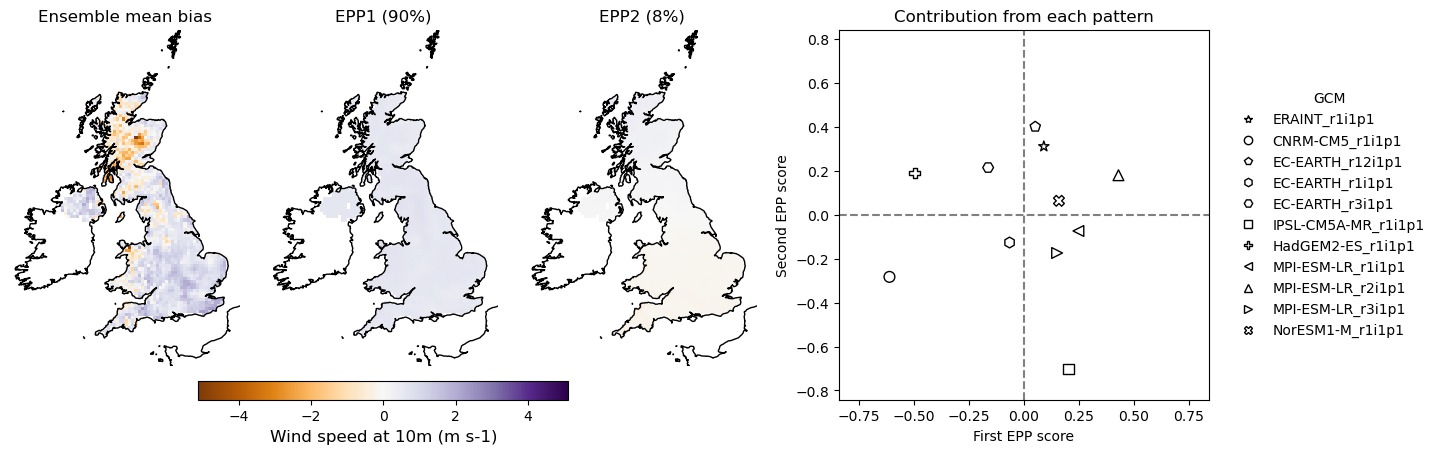 Ensemble mean bias
EPP1 (90%)
EPP2 (8%)
Contribution from each pattern
−4
−2
0
2
4
Wind speed at 10m (m s-1)
0.8
0.6
0.4
0.2
0.0
−0.2
−0.4
−0.6
−0.8
Second EPP score
−0.75
−0.50
−0.25
0.00
0.25
0.50
0.75
First EPP score
GCM
ERAINT_r1i1p1
CNRM-CM5_r1i1p1
EC-EARTH_r12i1p1
EC-EARTH_r1i1p1
EC-EARTH_r3i1p1
IPSL-CM5A-MR_r1i1p1
HadGEM2-ES_r1i1p1
MPI-ESM-LR_r1i1p1
MPI-ESM-LR_r2i1p1
MPI-ESM-LR_r3i1p1
NorESM1-M_r1i1p1